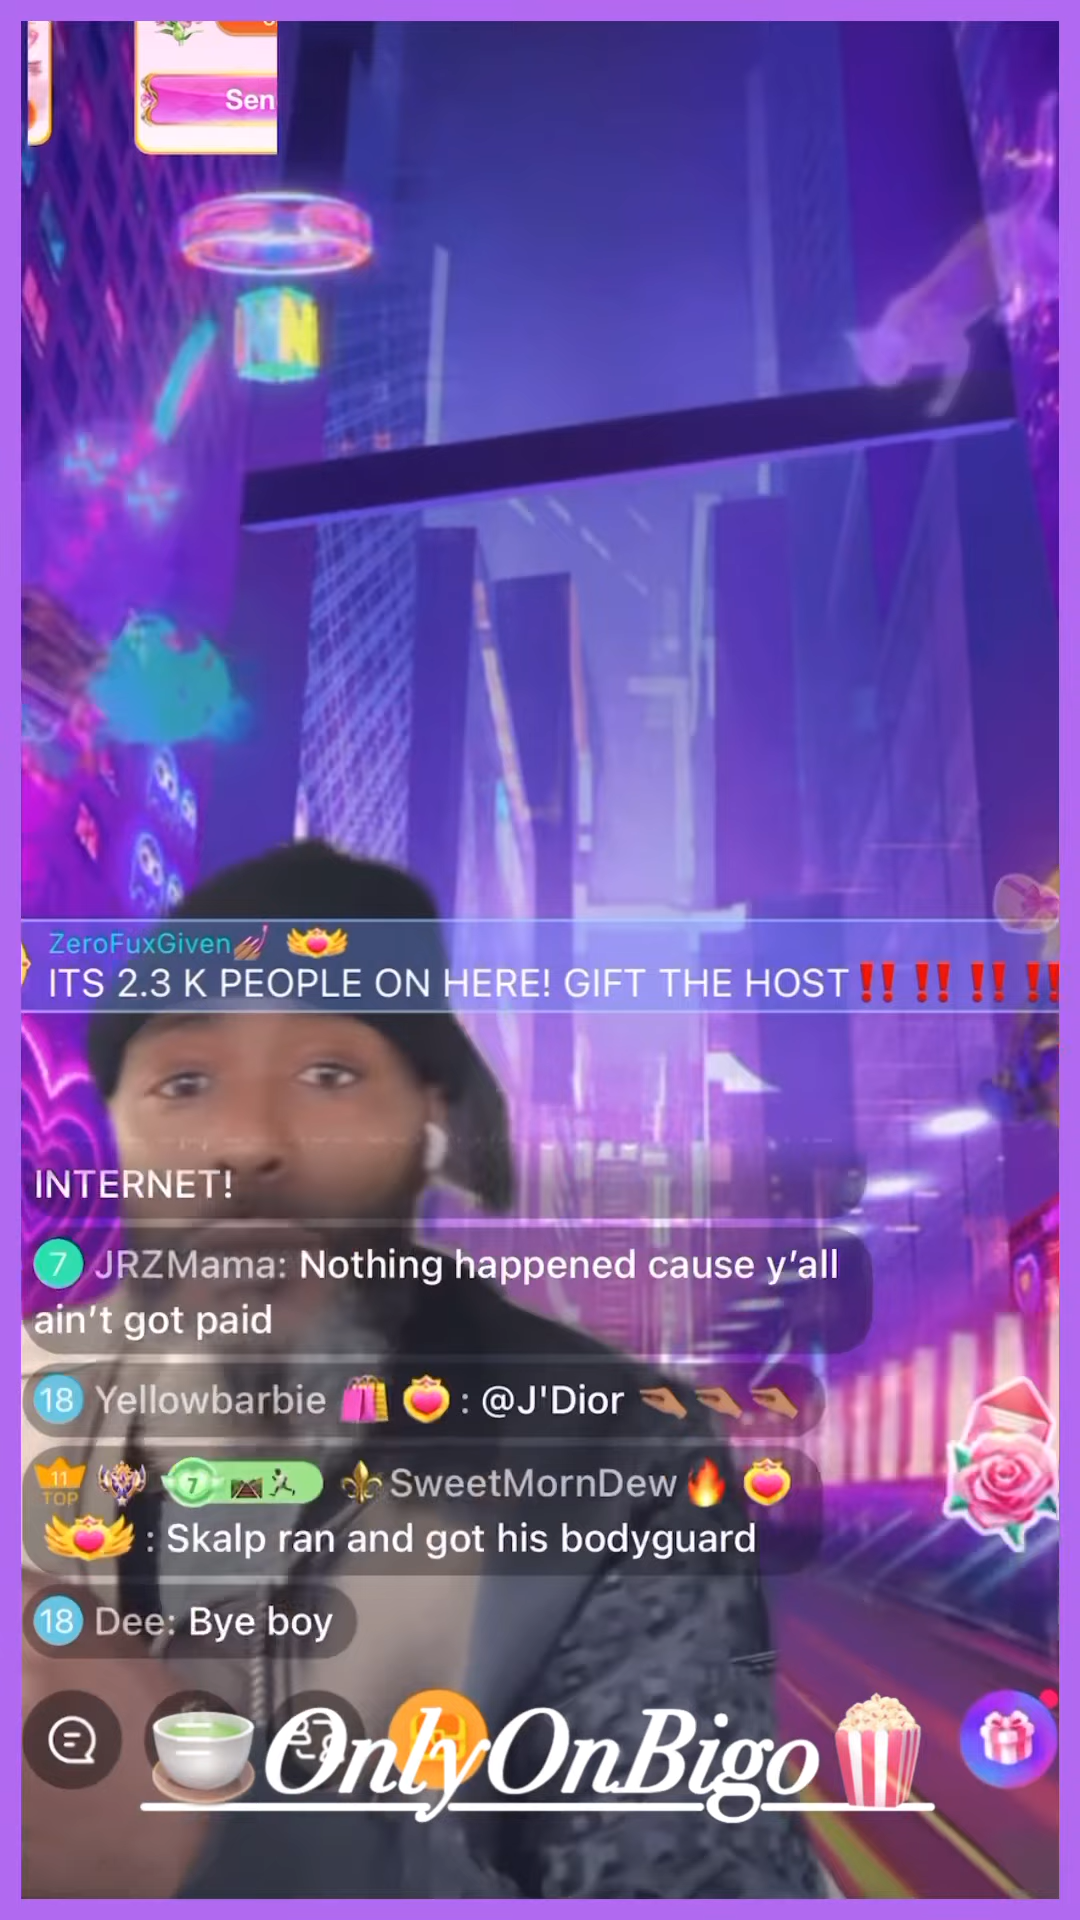 Sen
N
ZeroFuxGiven💅🏾
ITS 2.3 K PEOPLE ON HERE! GIFT THE HOST‼️‼️‼️‼️
INTERNET!
7 JRZMama: Nothing happened cause y’all
ain’t got paid
18 Yellowbarbie 🛍️ : @J'Dior
11 TOP 7 ⚜️SweetMornDew🔥
: Skalp ran and got his bodyguard
18 Dee: Bye boy
🍵OnlyOnBigo🍿